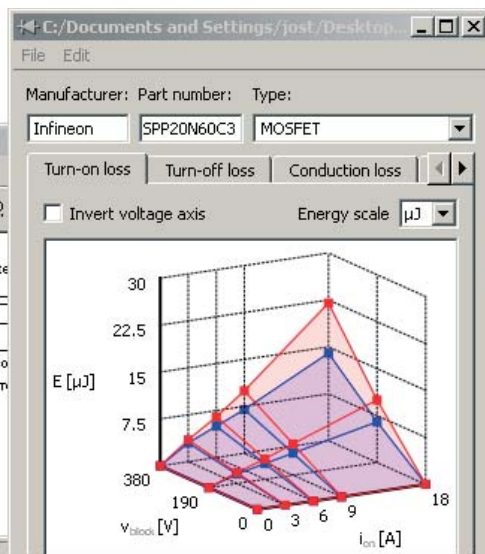 C:/Documents and Settings/jost/Desktop...
File Edit
Manufacturer: Part number: Type:
Infineon SPP20N60C3 MOSFET
Turn-on loss Turn-off loss Conduction loss
Invert voltage axis Energy scale µJ
30
22.5
15
E [µJ]
7.5
380
190
0 0 3 6 9 18
v block [V]
i on [A]